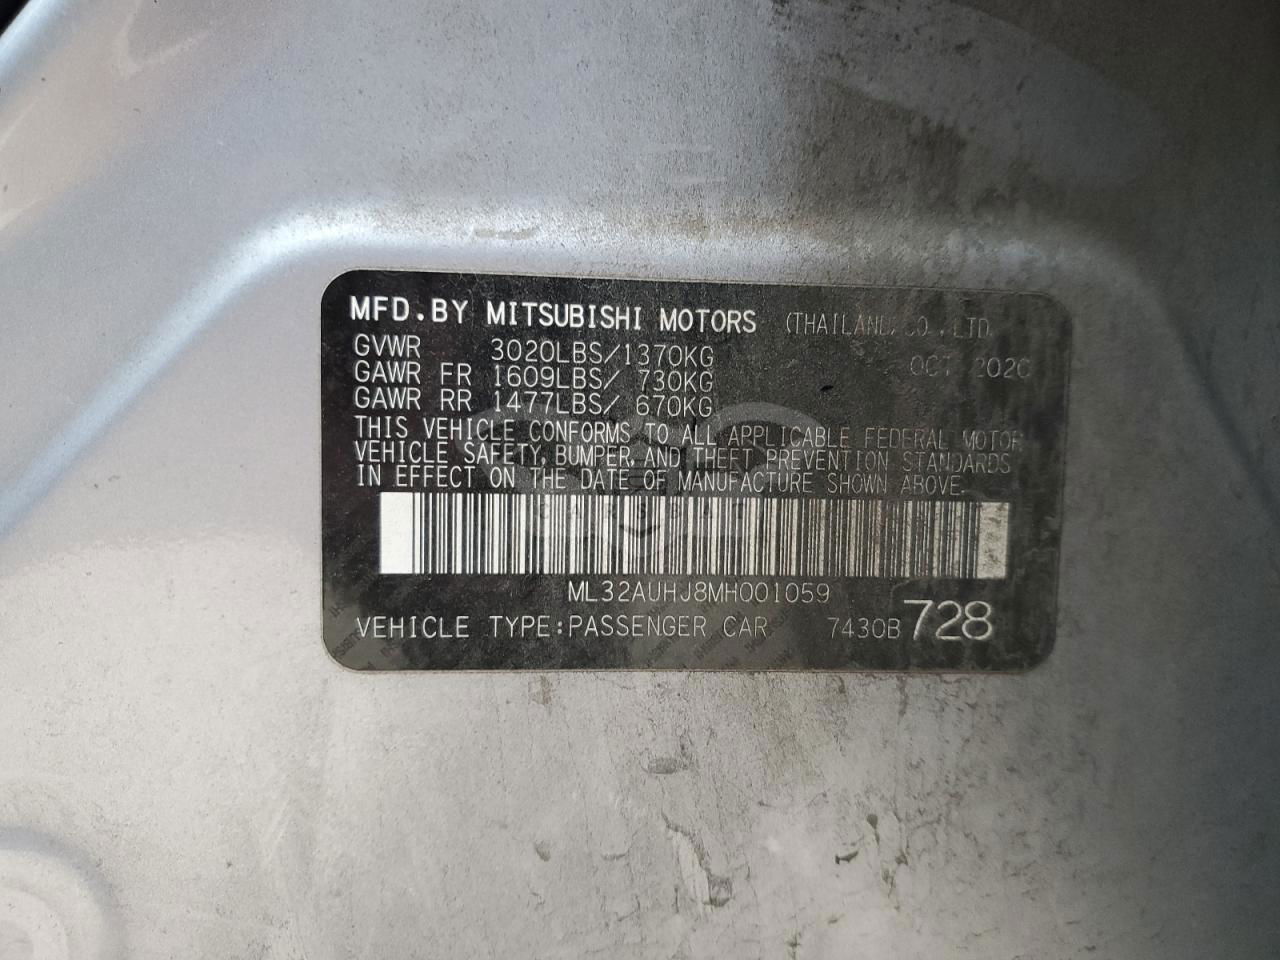 MFD.BY MITSUBISHI MOTORS (THAILAND) CO.,LTD.
GVWR 3020LBS/1370KG OCT 2020
GAWR FR 1609LBS/ 730KG
GAWR RR 1477LBS/ 670KG
THIS VEHICLE CONFORMS TO ALL APPLICABLE FEDERAL MOTOR
VEHICLE SAFETY, BUMPER, AND THEFT PREVENTION STANDARDS
IN EFFECT ON THE DATE OF MANUFACTURE SHOWN ABOVE.
ML32AUHJ8MH001059
VEHICLE TYPE:PASSENGER CAR 7430B 728